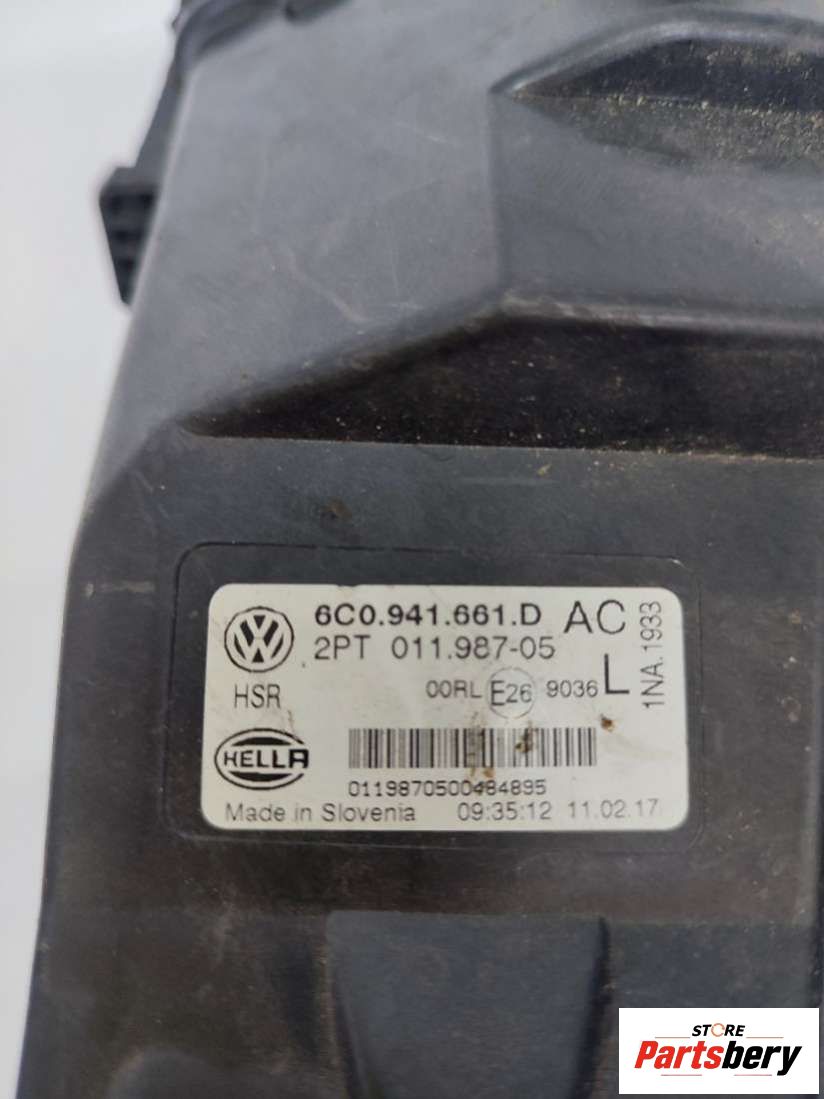 6C0.941.661.D AC
2PT 011.987-05
HSR 00RL E26 9036 L
1NA.1933
HELLA
0119870500484895
Made in Slovenia 09:35:12 11.02.17
STORE
Partsbery